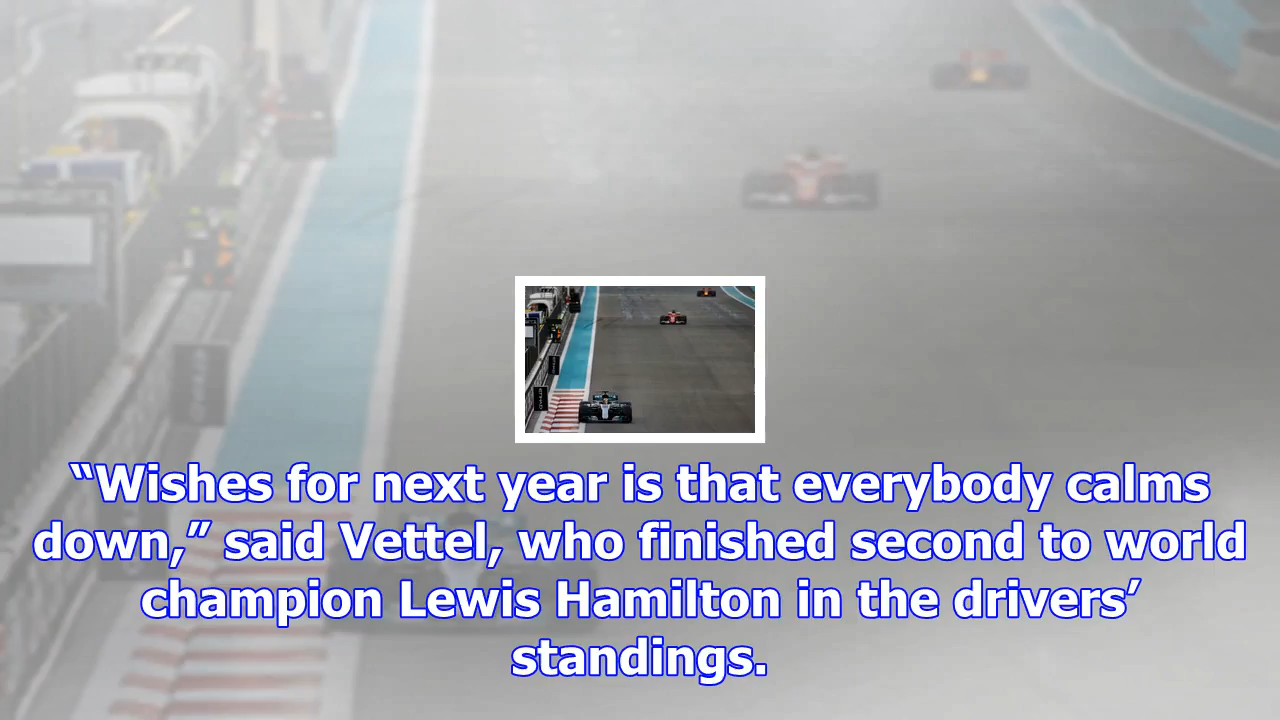 “Wishes for next year is that everybody calms
down,” said Vettel, who finished second to world
champion Lewis Hamilton in the drivers’
standings.